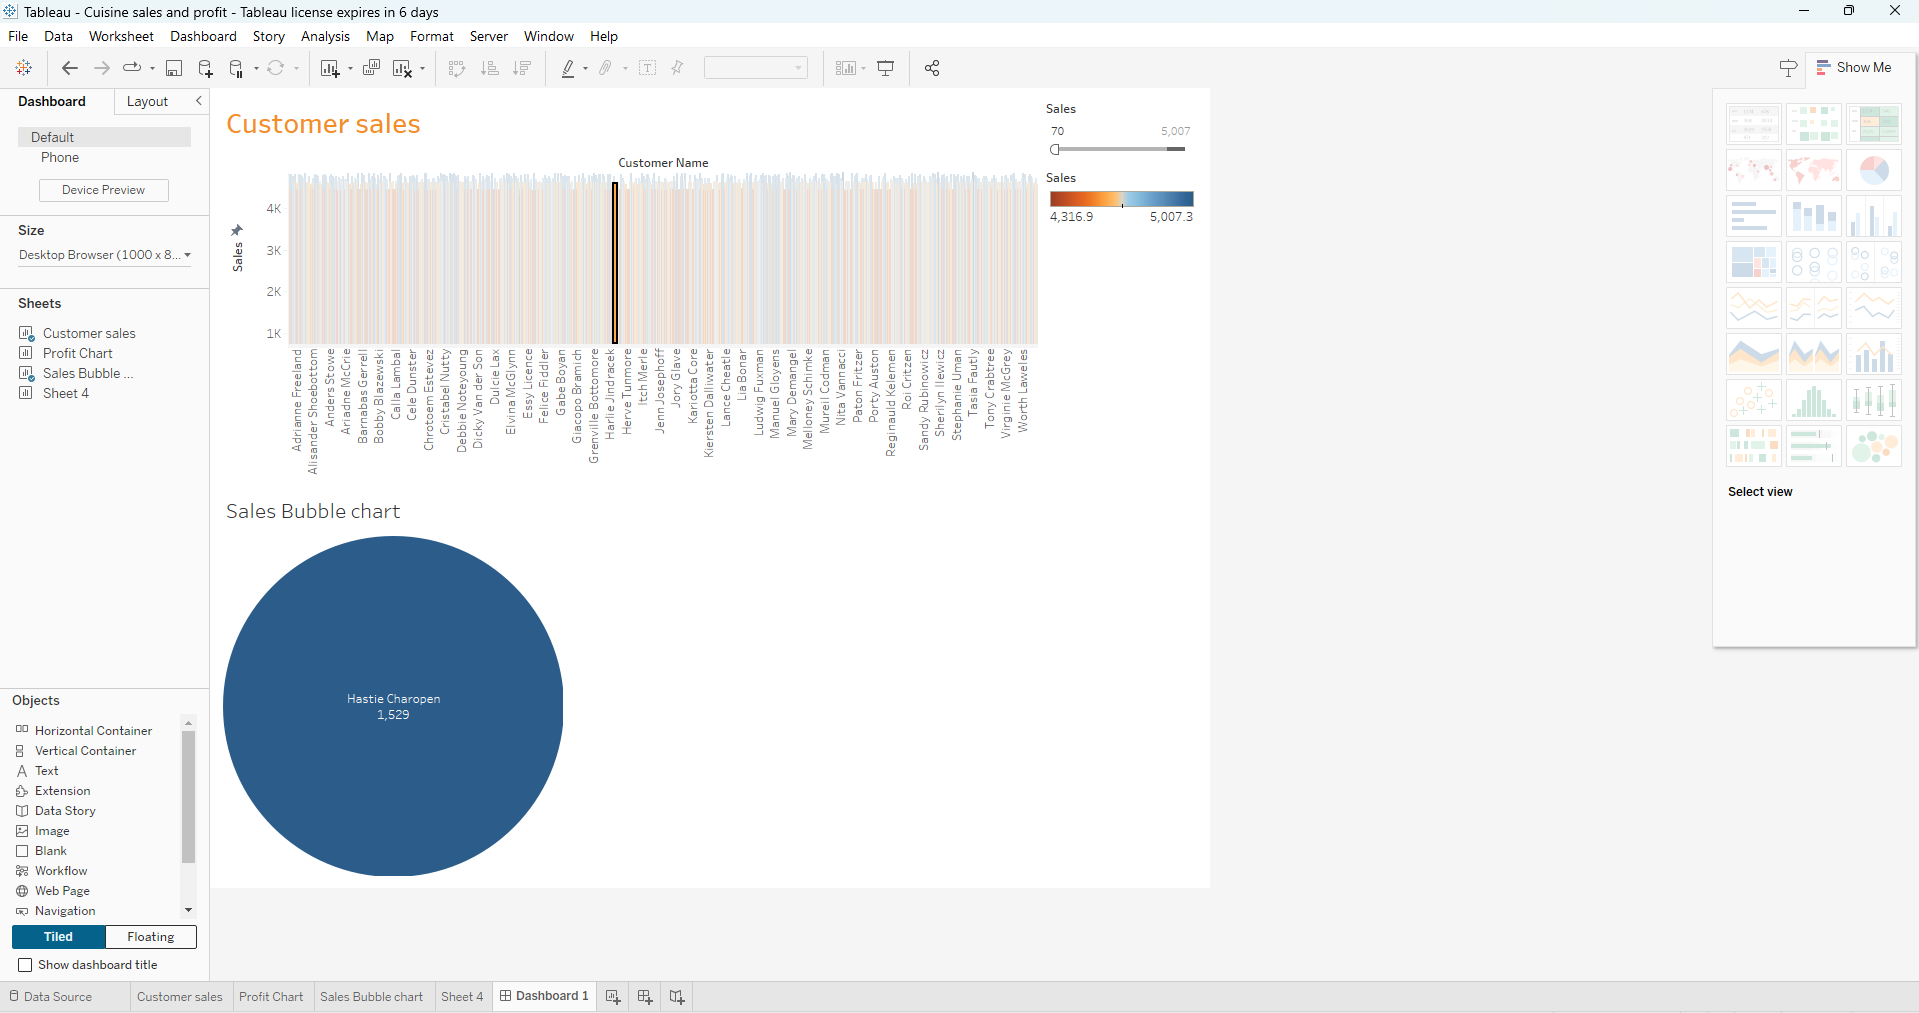 Tableau - Cuisine sales and profit - Tableau license expires in 6 days
File Data Worksheet Dashboard Story Analysis Map Format Server Window Help
Show Me
Dashboard Layout
Default
Phone
Device Preview
Size
Desktop Browser (1000 x 8...
Sheets
Customer sales
Profit Chart
Sales Bubble ...
Sheet 4
Objects
Horizontal Container
Vertical Container
Text
Extension
Data Story
Image
Blank
Workflow
Web Page
Navigation
Tiled Floating
Show dashboard title
Customer sales
Customer Name
Sales
4K
3K
2K
1K
Adrianne Freeland
Alisander Shoebottom
Anders Stowe
Ariadne McCrie
Barnabas Gerrell
Bobby Blazewski
Calla Lambal
Cele Dunster
Chrotoem Estevez
Cristabel Nutty
Debbie Noteyoung
Dicky Van der Son
Dulcie Lax
Elvina McGlynn
Essy Licence
Felice Fiddler
Gabe Boyan
Giacopo Bramich
Grenville Bottomore
Harlie Jindracek
Herve Tunmore
Itch Merle
Jenn Josephoff
Jory Glave
Kariotta Core
Kiersten Dalliwater
Lance Cheatle
Lia Bonar
Ludwig Fuxman
Manuel Gloyens
Mary Demangel
Melloney Schimke
Mureil Codman
Nita Vannacci
Paton Fritzer
Porty Auston
Reginauld Kelemen
Roi Critzen
Sandy Rubinowicz
Sherilyn Ilewicz
Stephanie Uman
Tasia Fautly
Tony Crabtree
Virginie McGrey
Worth Lawelles
Sales
70 5,007
Sales
4,316.9 5,007.3
Sales Bubble chart
Hastie Charopen
1,529
Select view
Data Source Customer sales Profit Chart Sales Bubble chart Sheet 4 Dashboard 1